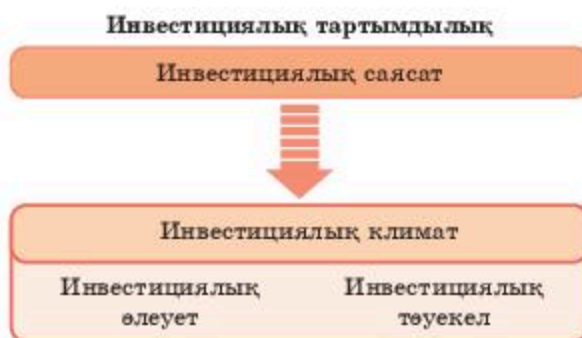 Инвестициялық тартымдылық
Инвестициялық саясат
Инвестициялық климат
Инвестициялық әлеует
Инвестициялық тәуекел